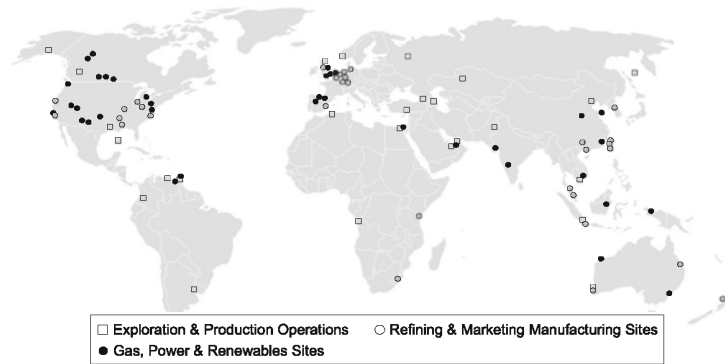 Exploration & Production Operations
Refining & Marketing Manufacturing Sites
Gas, Power & Renewables Sites